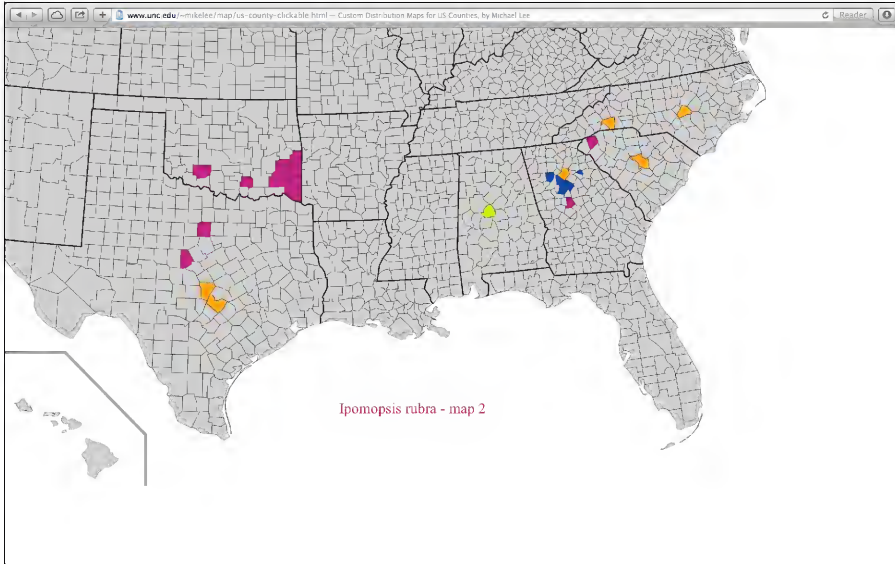 www.unc.edu/~mikelee/map/us-county-clickable.html — Custom Distribution Maps for US Counties, by Michael Lee
Reader
Ipomopsis rubra - map 2